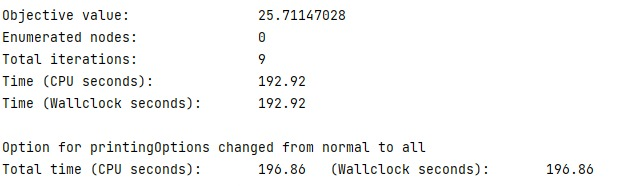 Objective value:                25.71147028
Enumerated nodes:               0
Total iterations:               9
Time (CPU seconds):             192.92
Time (Wallclock seconds):       192.92

Option for printingOptions changed from normal to all
Total time (CPU seconds):       196.86   (Wallclock seconds):       196.86